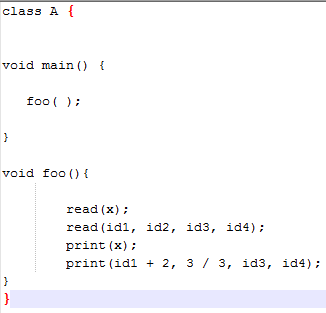 class A {
void main() {
foo( );
}
void foo(){
read(x);
read(id1, id2, id3, id4);
print(x);
print(id1 + 2, 3 / 3, id3, id4);
}
}